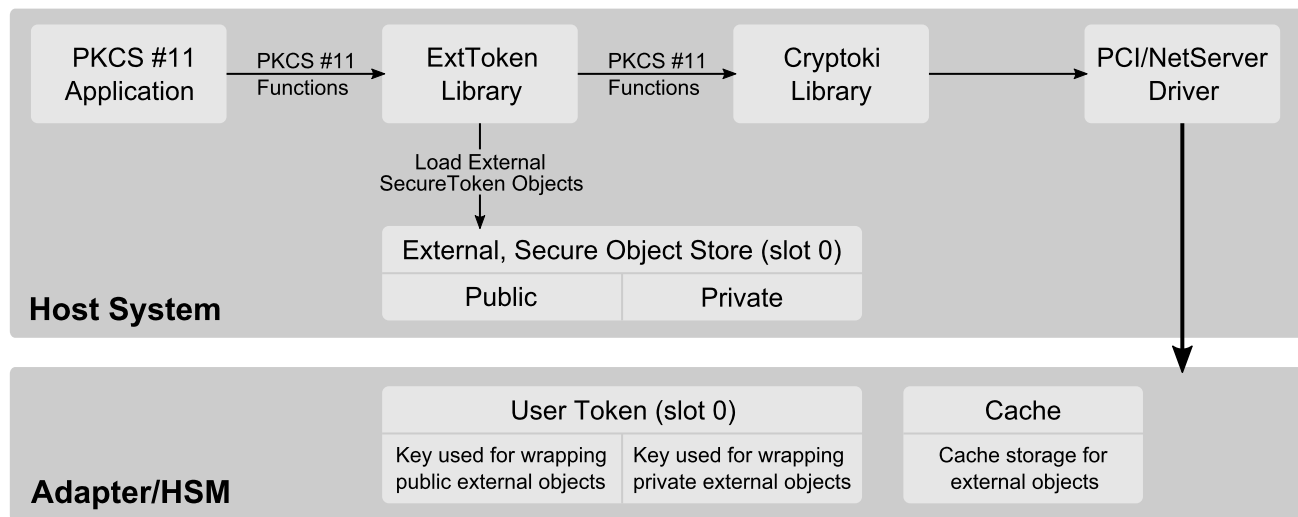 PKCS #11
Application
PKCS #11
Functions
ExtToken
Library
PKCS #11
Functions
Cryptoki
Library
PCI/NetServer
Driver
Load External
SecureToken Objects
External, Secure Object Store (slot 0)
Public
Private
Host System
User Token (slot 0)
Key used for wrapping
public external objects
Key used for wrapping
private external objects
Cache
Cache storage for
external objects
Adapter/HSM